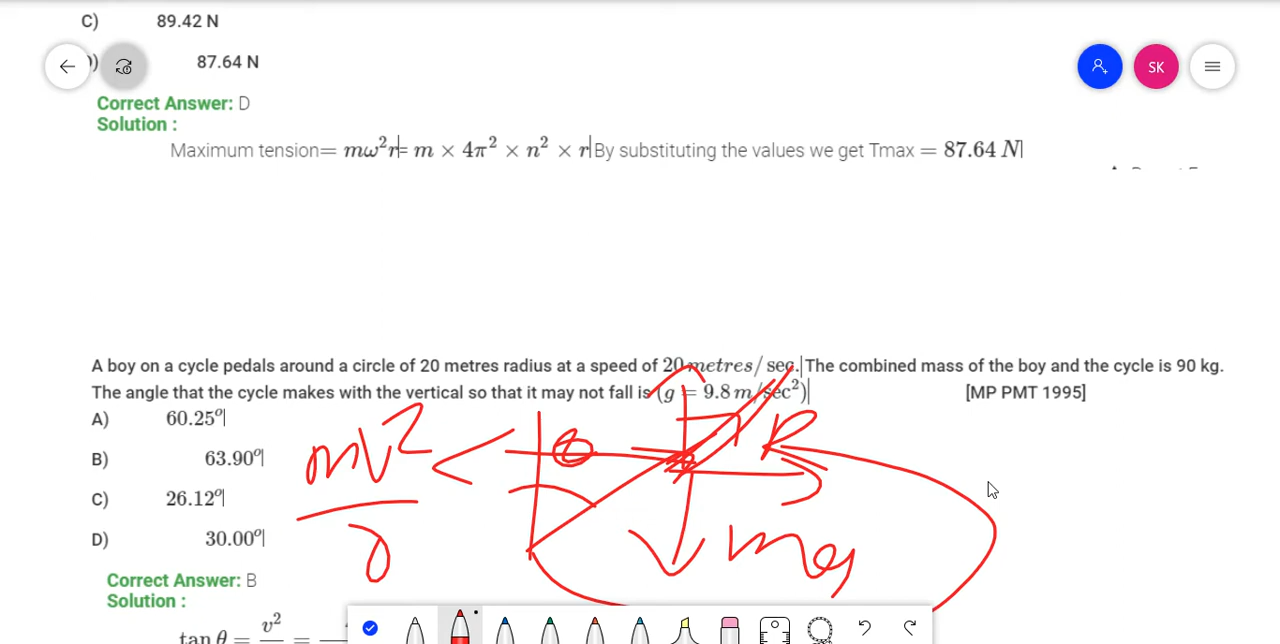 C) 89.42 N
D) 87.64 N
SK
Correct Answer: D
Solution :
Maximum tension= mω²r|= m × 4π² × n² × r|By substituting the values we get Tmax = 87.64 N|
A boy on a cycle pedals around a circle of 20 metres radius at a speed of 20 metres/ sec.|The combined mass of the boy and the cycle is 90 kg.
The angle that the cycle makes with the vertical so that it may not fall is (g = 9.8 m/sec²)| [MP PMT 1995]
A) 60.25°|
B) 63.90°|
C) 26.12°|
D) 30.00°|
mv²
r
θ
R
mg
Correct Answer: B
Solution :
tan θ = v² =